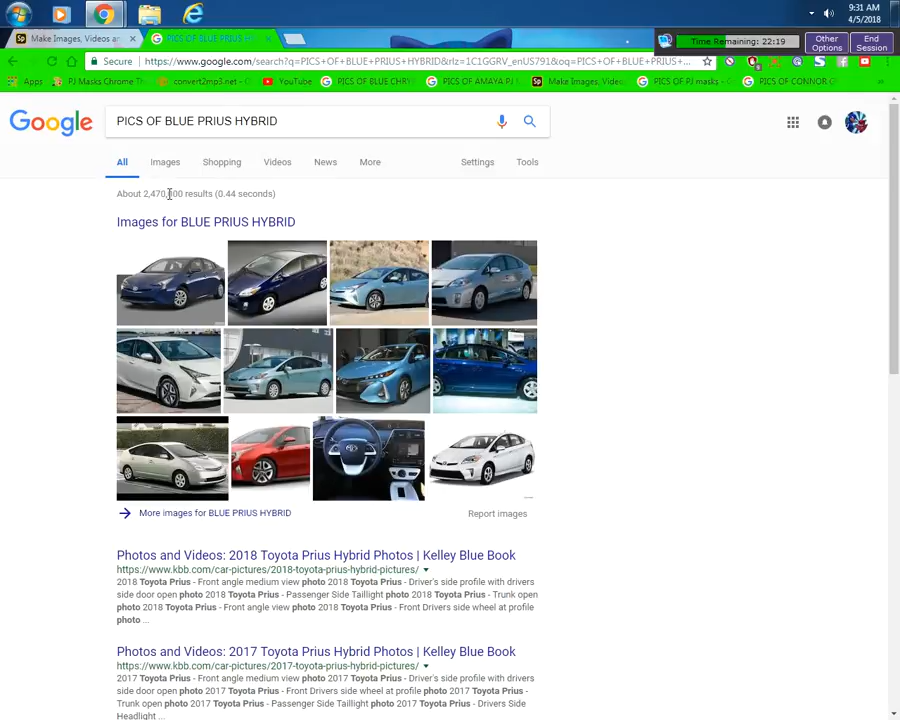 9:31 AM
4/5/2018
Make Images, Videos an
PICS OF BLUE PRIUS H
Time Remaining: 22:19
Other Options
End Session
Secure
https://www.google.com/search?q=PICS+OF+BLUE+PRIUS+HYBRID&rlz=1C1GGRV_enUS791&oq=PICS+OF+BLUE+PRIUS+...
Apps
PJ Masks Chrome T
convert2mp3.net -
YouTube
PICS OF BLUE CHRY
PICS OF AMAYA PJ
Make Images, Video
PICS OF PJ masks -
PICS OF CONNOR
Google
PICS OF BLUE PRIUS HYBRID
All Images Shopping Videos News More Settings Tools
About 2,470,000 results (0.44 seconds)
Images for BLUE PRIUS HYBRID
More images for BLUE PRIUS HYBRID
Report images
Photos and Videos: 2018 Toyota Prius Hybrid Photos | Kelley Blue Book
https://www.kbb.com/car-pictures/2018-toyota-prius-hybrid-pictures/
2018 Toyota Prius - Front angle medium view photo 2018 Toyota Prius - Driver's side profile with drivers
side door open photo 2018 Toyota Prius - Passenger Side Taillight photo 2018 Toyota Prius - Trunk open
photo 2018 Toyota Prius - Front angle view photo 2018 Toyota Prius - Front Drivers side wheel at profile
photo ...
Photos and Videos: 2017 Toyota Prius Hybrid Photos | Kelley Blue Book
https://www.kbb.com/car-pictures/2017-toyota-prius-hybrid-pictures/
2017 Toyota Prius - Front angle medium view photo 2017 Toyota Prius - Driver's side profile with drivers
side door open photo 2017 Toyota Prius - Front Drivers side wheel at profile photo 2017 Toyota Prius -
Trunk open photo 2017 Toyota Prius - Passenger Side Taillight photo 2017 Toyota Prius - Drivers Side
Headlight ...